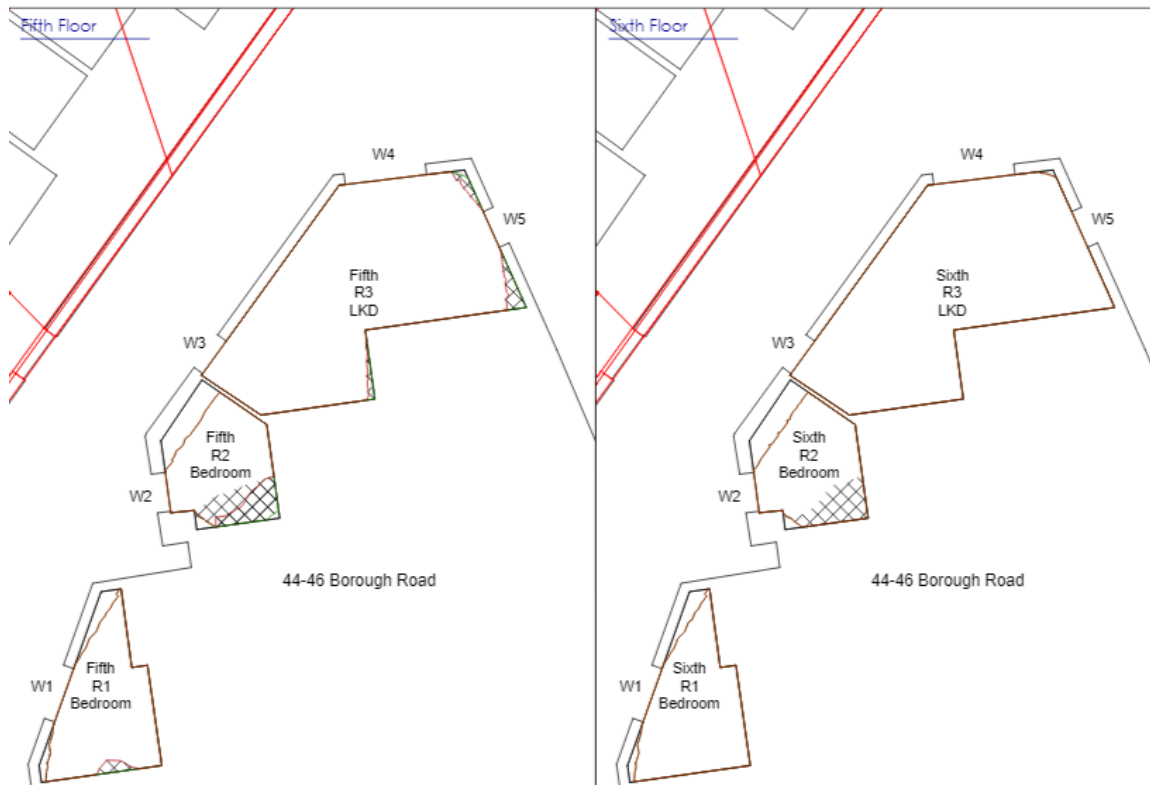 Fifth Floor
W4
W5
Fifth
R3
LKD
W3
Fifth
R2
Bedroom
W2
44-46 Borough Road
Fifth
R1
Bedroom
W1
Sixth Floor
W4
W5
Sixth
R3
LKD
W3
Sixth
R2
Bedroom
W2
44-46 Borough Road
Sixth
R1
Bedroom
W1